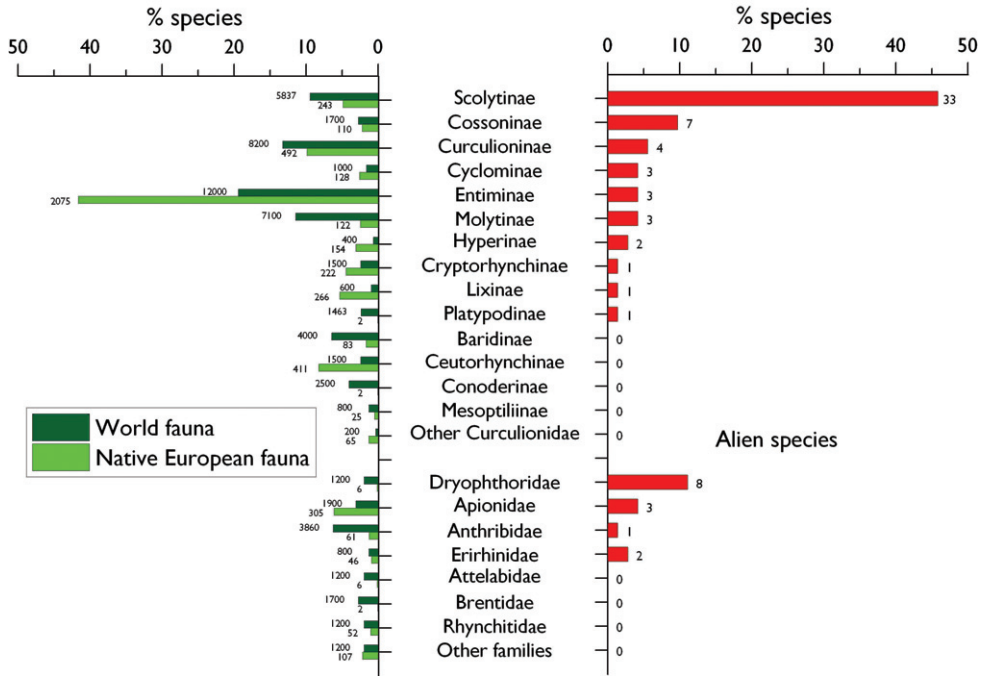 % species
% species
50 40 30 20 10 0
0 10 20 30 40 50
5837 243 Scolytinae 33
1700 110 Cossoninae 7
8200 492 Curculioninae 4
1000 128 Cyclominae 3
12000 2075 Entiminae 3
7100 122 Molytinae 3
400 154 Hyperinae 2
1500 222 Cryptorhynchinae 1
600 266 Lixinae 1
1463 2 Platypodinae 1
4000 83 Baridinae 0
1500 411 Ceutorhynchinae 0
2500 2 Conoderinae 0
800 25 Mesoptiliinae 0
200 65 Other Curculionidae 0
World fauna
Native European fauna
Alien species
1200 6 Dryophthoridae 8
1900 305 Apionidae 3
3860 61 Anthribidae 1
800 46 Erirhinidae 2
1200 6 Attelabidae 0
1700 2 Brentidae 0
1200 52 Rhynchitidae 0
1200 107 Other families 0